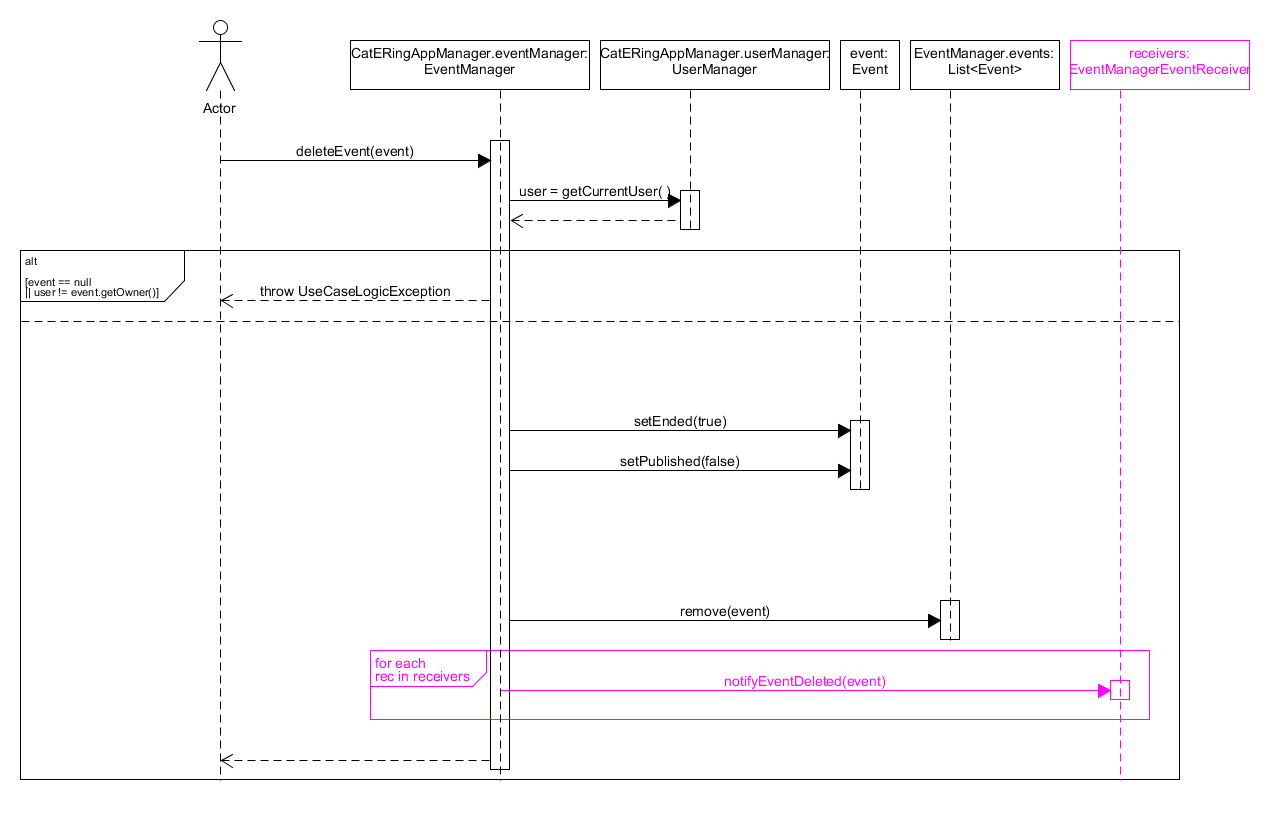 Actor
CatERingAppManager.eventManager:
EventManager
CatERingAppManager.userManager:
UserManager
event:
Event
EventManager.events:
List<Event>
receivers:
EventManagerEventReceiver
deleteEvent(event)
user = getCurrentUser( )
alt
[event == null
|| user != event.getOwner()]
throw UseCaseLogicException
setEnded(true)
setPublished(false)
remove(event)
for each
rec in receivers
notifyEventDeleted(event)